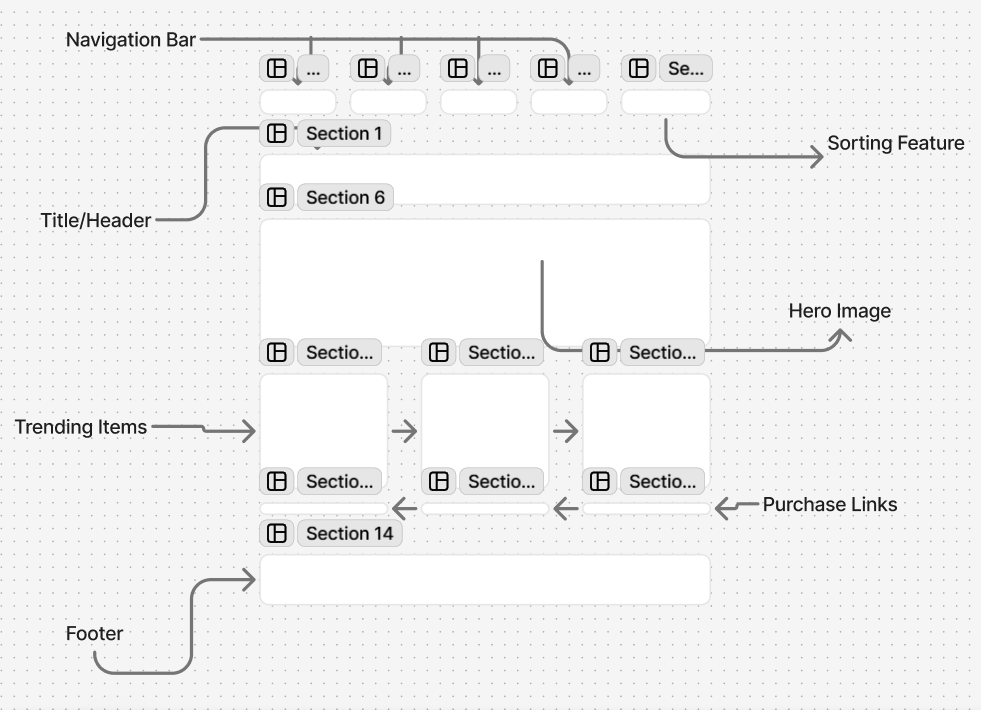 Navigation Bar
...
...
...
...
Se...
Section 1
Sorting Feature
Section 6
Title/Header
Hero Image
Sectio...
Sectio...
Sectio...
Trending Items
Sectio...
Sectio...
Sectio...
Purchase Links
Section 14
Footer